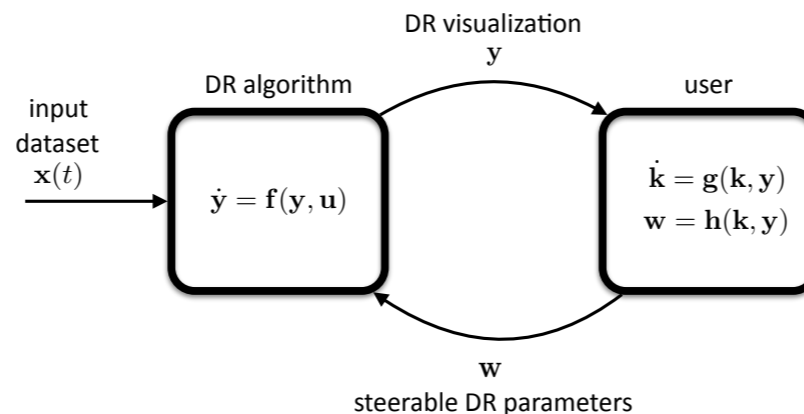 DR visualization
y
DR algorithm
user
input
dataset
x(t)
ẏ = f(y, u)
k̇ = g(k, y)
w = h(k, y)
w
steerable DR parameters